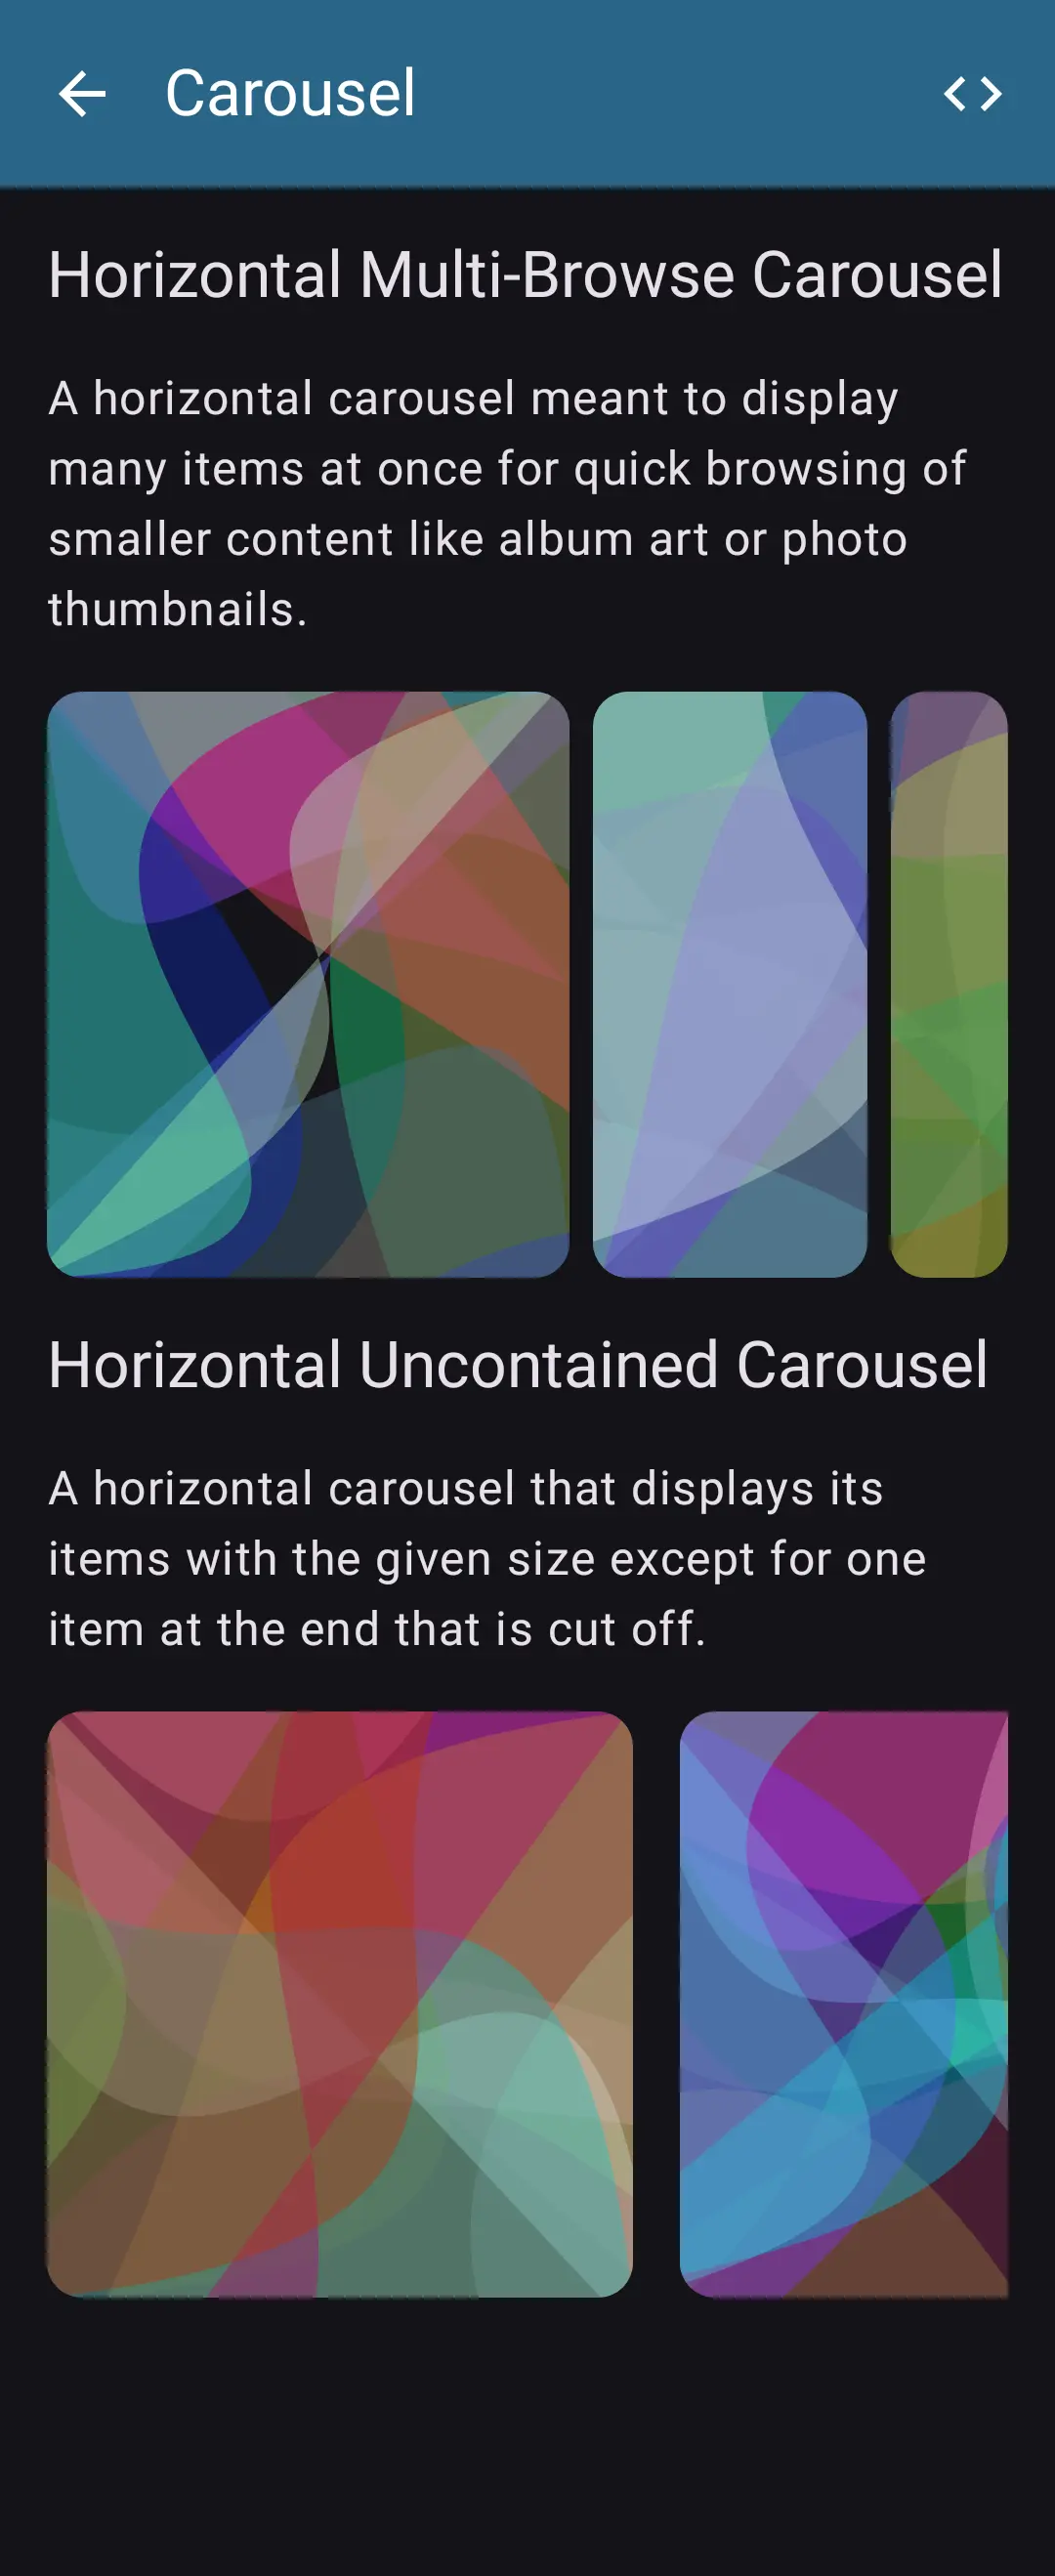 Carousel
Horizontal Multi-Browse Carousel
A horizontal carousel meant to display
many items at once for quick browsing of
smaller content like album art or photo
thumbnails.
Horizontal Uncontained Carousel
A horizontal carousel that displays its
items with the given size except for one
item at the end that is cut off.